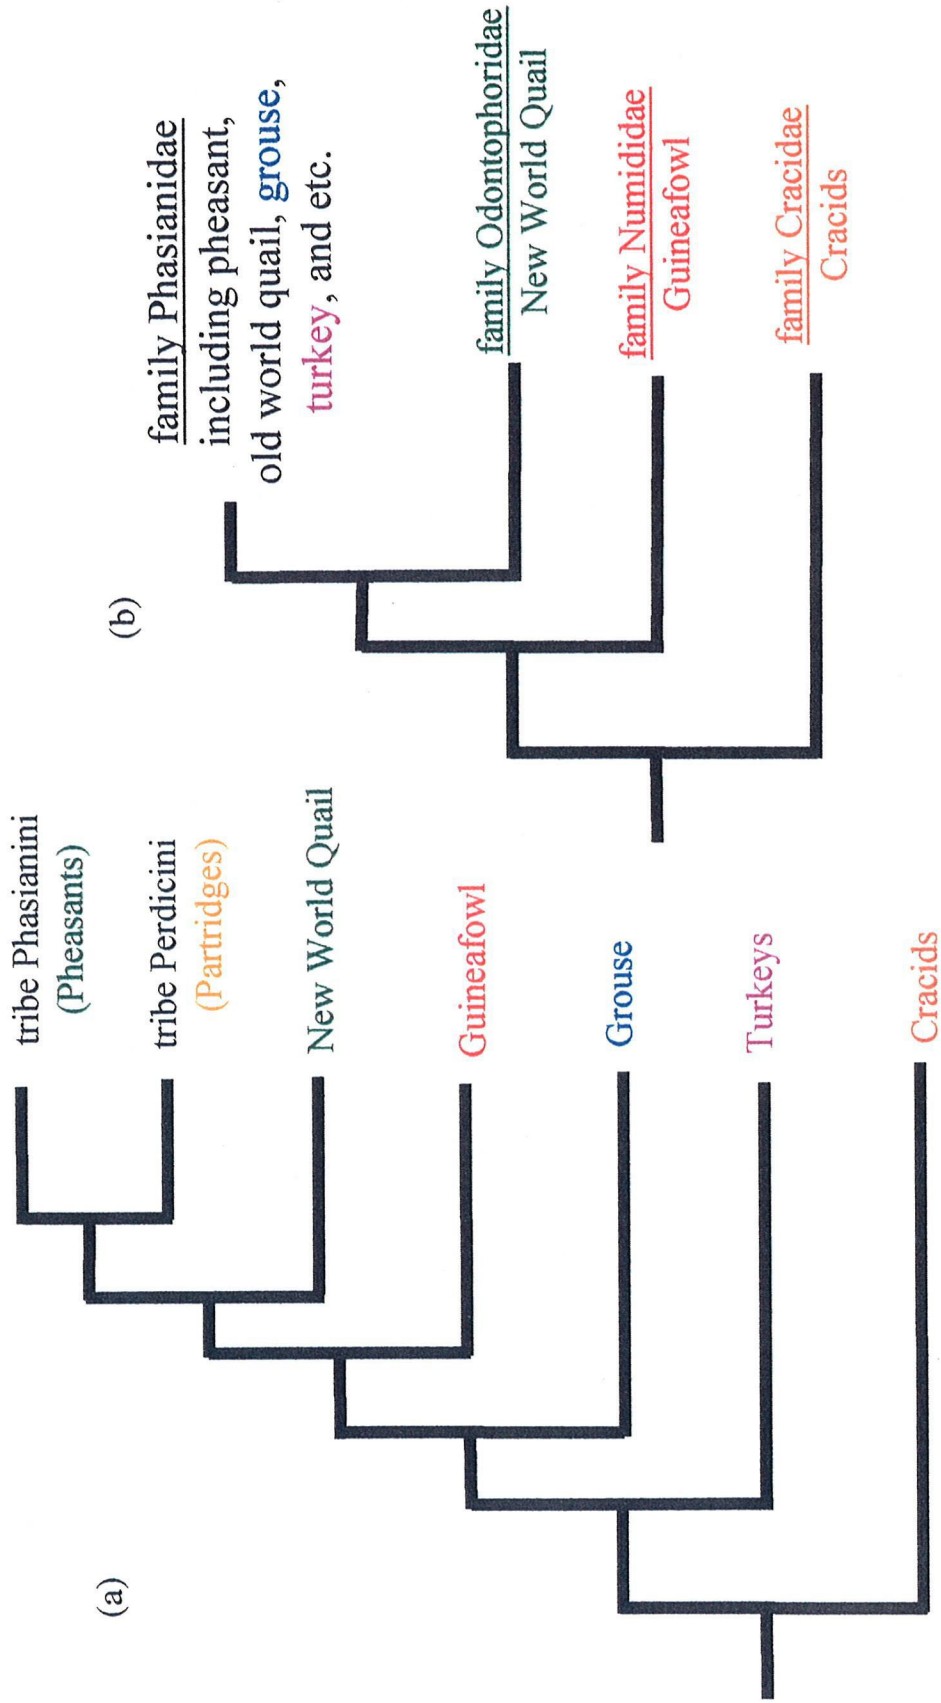 (a)
tribe Phasianini
(Pheasants)
tribe Perdicini
(Partridges)
New World Quail
Guineafowl
Grouse
Turkeys
Cracids
(b)
family Phasianidae
including pheasant,
old world quail, grouse,
turkey, and etc.
family Odontophoridae
New World Quail
family Numididae
Guineafowl
family Cracidae
Cracids